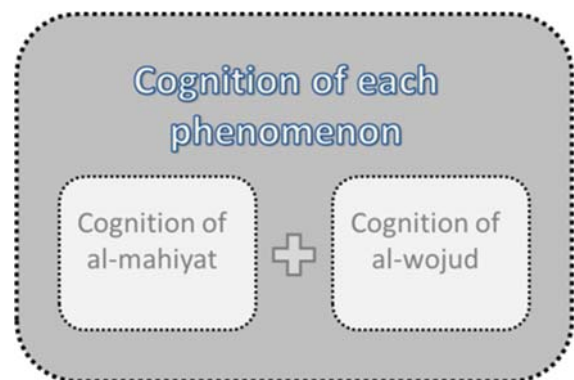 Cognition of each
phenomenon
Cognition of
al-mahiyat
Cognition of
al-wojud